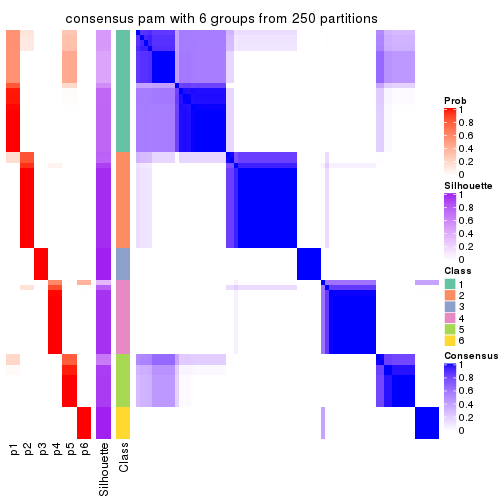 consensus pam with 6 groups from 250 partitions
Prob
1
0.8
0.6
0.4
0.2
0
Silhouette
1
0.8
0.6
0.4
0.2
0
Class
1
2
3
4
5
6
Consensus
1
0.8
0.6
0.4
0.2
0
p1
p2
p3
p4
p5
p6
Silhouette
Class